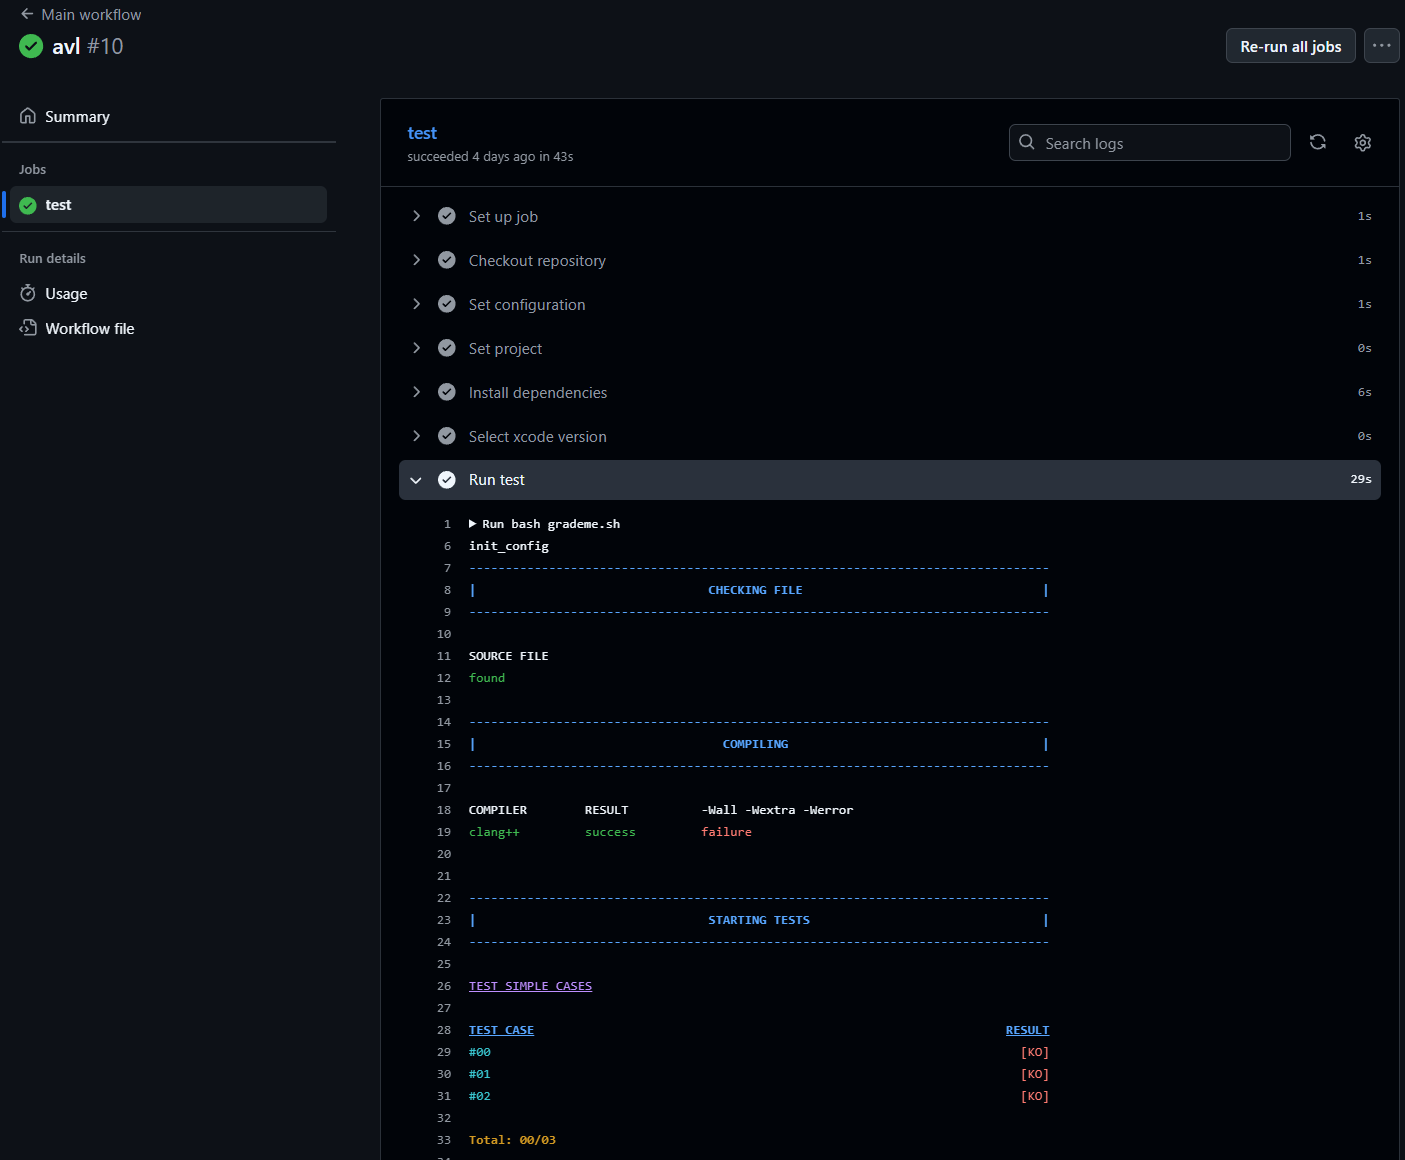 Main workflow
avl #10
Re-run all jobs
Summary
Jobs
test
Run details
Usage
Workflow file
test
succeeded 4 days ago in 43s
Search logs
Set up job 1s
Checkout repository 1s
Set configuration 1s
Set project 0s
Install dependencies 6s
Select xcode version 0s
Run test 29s
1 Run bash grademe.sh
6 init_config
7 --------------------------------------------------------------------------------
8 | CHECKING FILE |
9 --------------------------------------------------------------------------------
10
11 SOURCE FILE
12 found
13
14 --------------------------------------------------------------------------------
15 | COMPILING |
16 --------------------------------------------------------------------------------
17
18 COMPILER RESULT -Wall -Wextra -Werror
19 clang++ success failure
20
21
22 --------------------------------------------------------------------------------
23 | STARTING TESTS |
24 --------------------------------------------------------------------------------
25
26 TEST SIMPLE CASES
27
28 TEST CASE RESULT
29 #00 [KO]
30 #01 [KO]
31 #02 [KO]
32
33 Total: 00/03